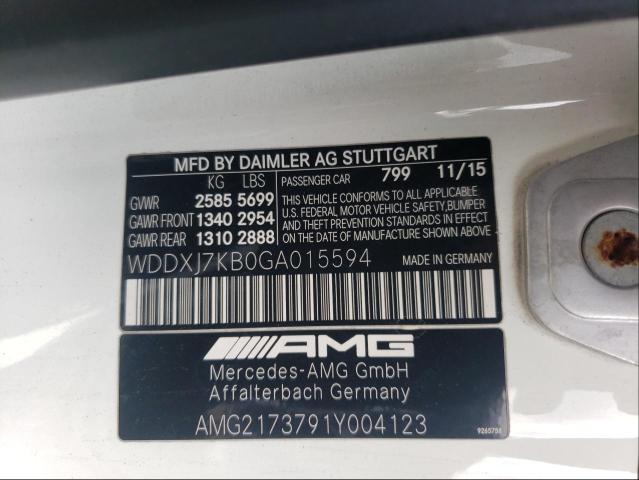 MFD BY DAIMLER AG STUTTGART
KG LBS PASSENGER CAR 799 11/15
GVWR 2585 5699
GAWR FRONT 1340 2954
GAWR REAR 1310 2888
THIS VEHICLE CONFORMS TO ALL APPLICABLE
U.S. FEDERAL MOTOR VEHICLE SAFETY,BUMPER
AND THEFT PREVENTION STANDARDS IN EFFECT
ON THE DATE OF MANUFACTURE SHOWN ABOVE.
WDDXJ7KB0GA015594 MADE IN GERMANY
AMG
Mercedes-AMG GmbH
Affalterbach Germany
AMG2173791Y004123